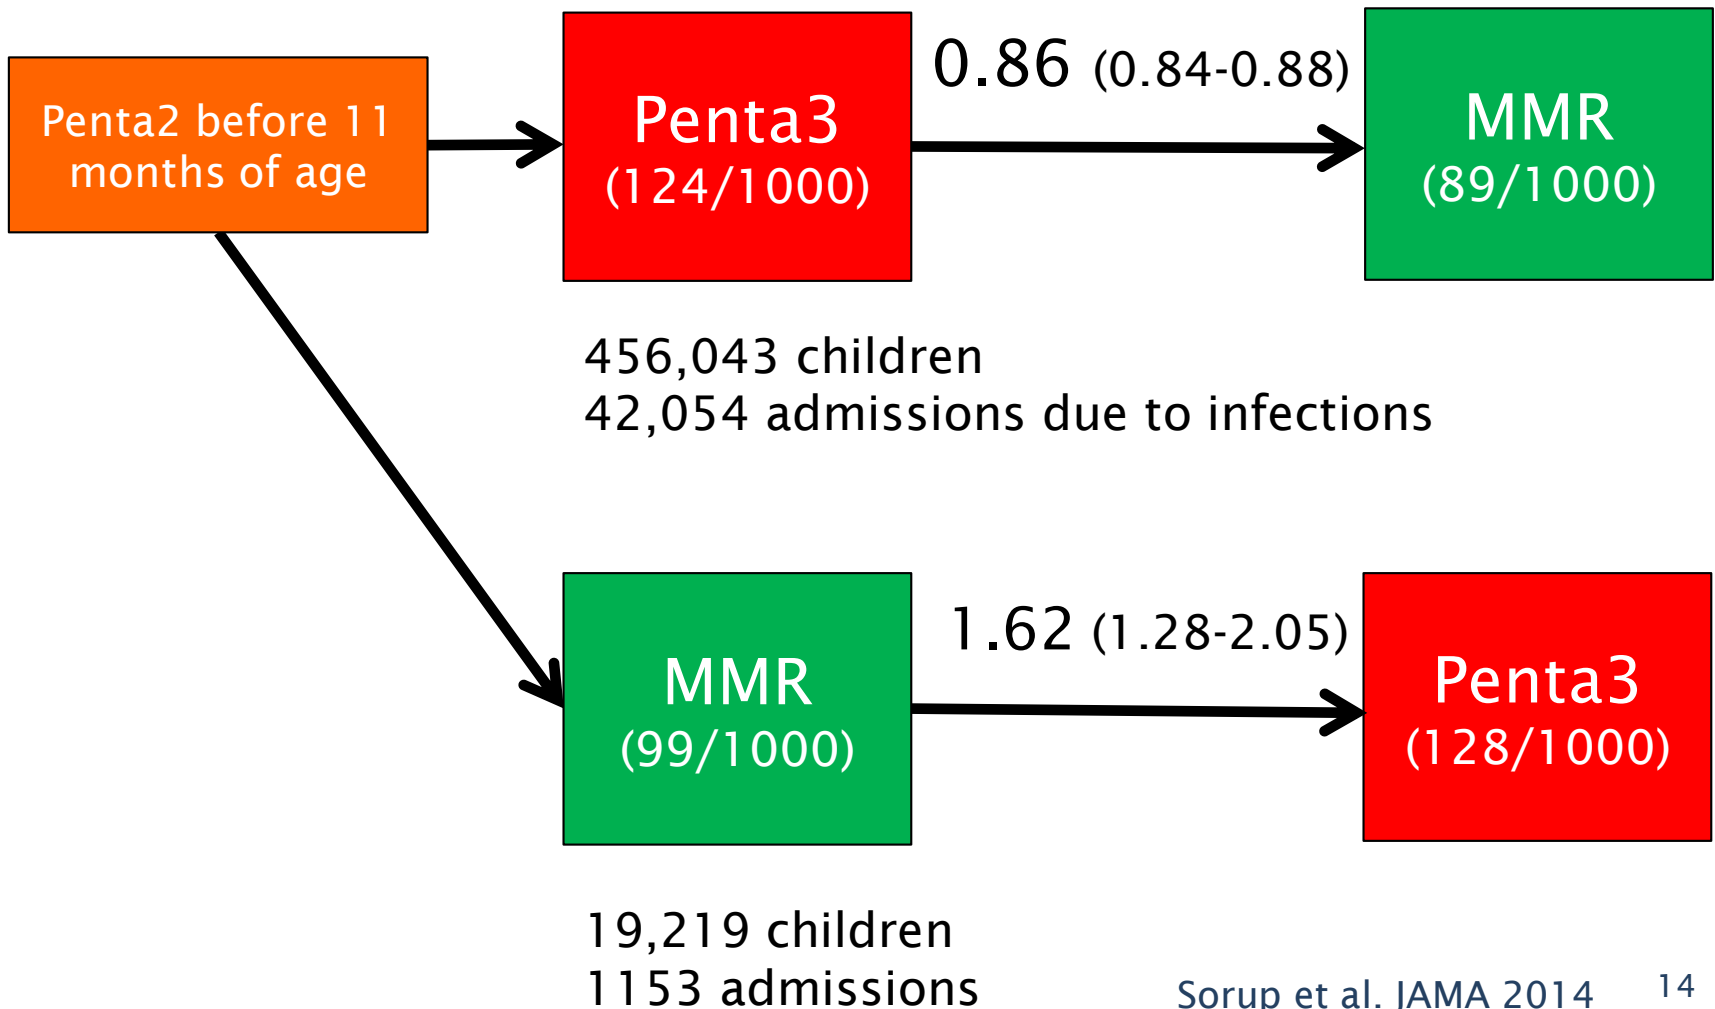 Penta2 before 11
months of age
Penta3
(124/1000)
0.86 (0.84-0.88)
MMR
(89/1000)
456,043 children
42,054 admissions due to infections
MMR
(99/1000)
1.62 (1.28-2.05)
Penta3
(128/1000)
19,219 children
1153 admissions
Sorup et al. JAMA 2014
14